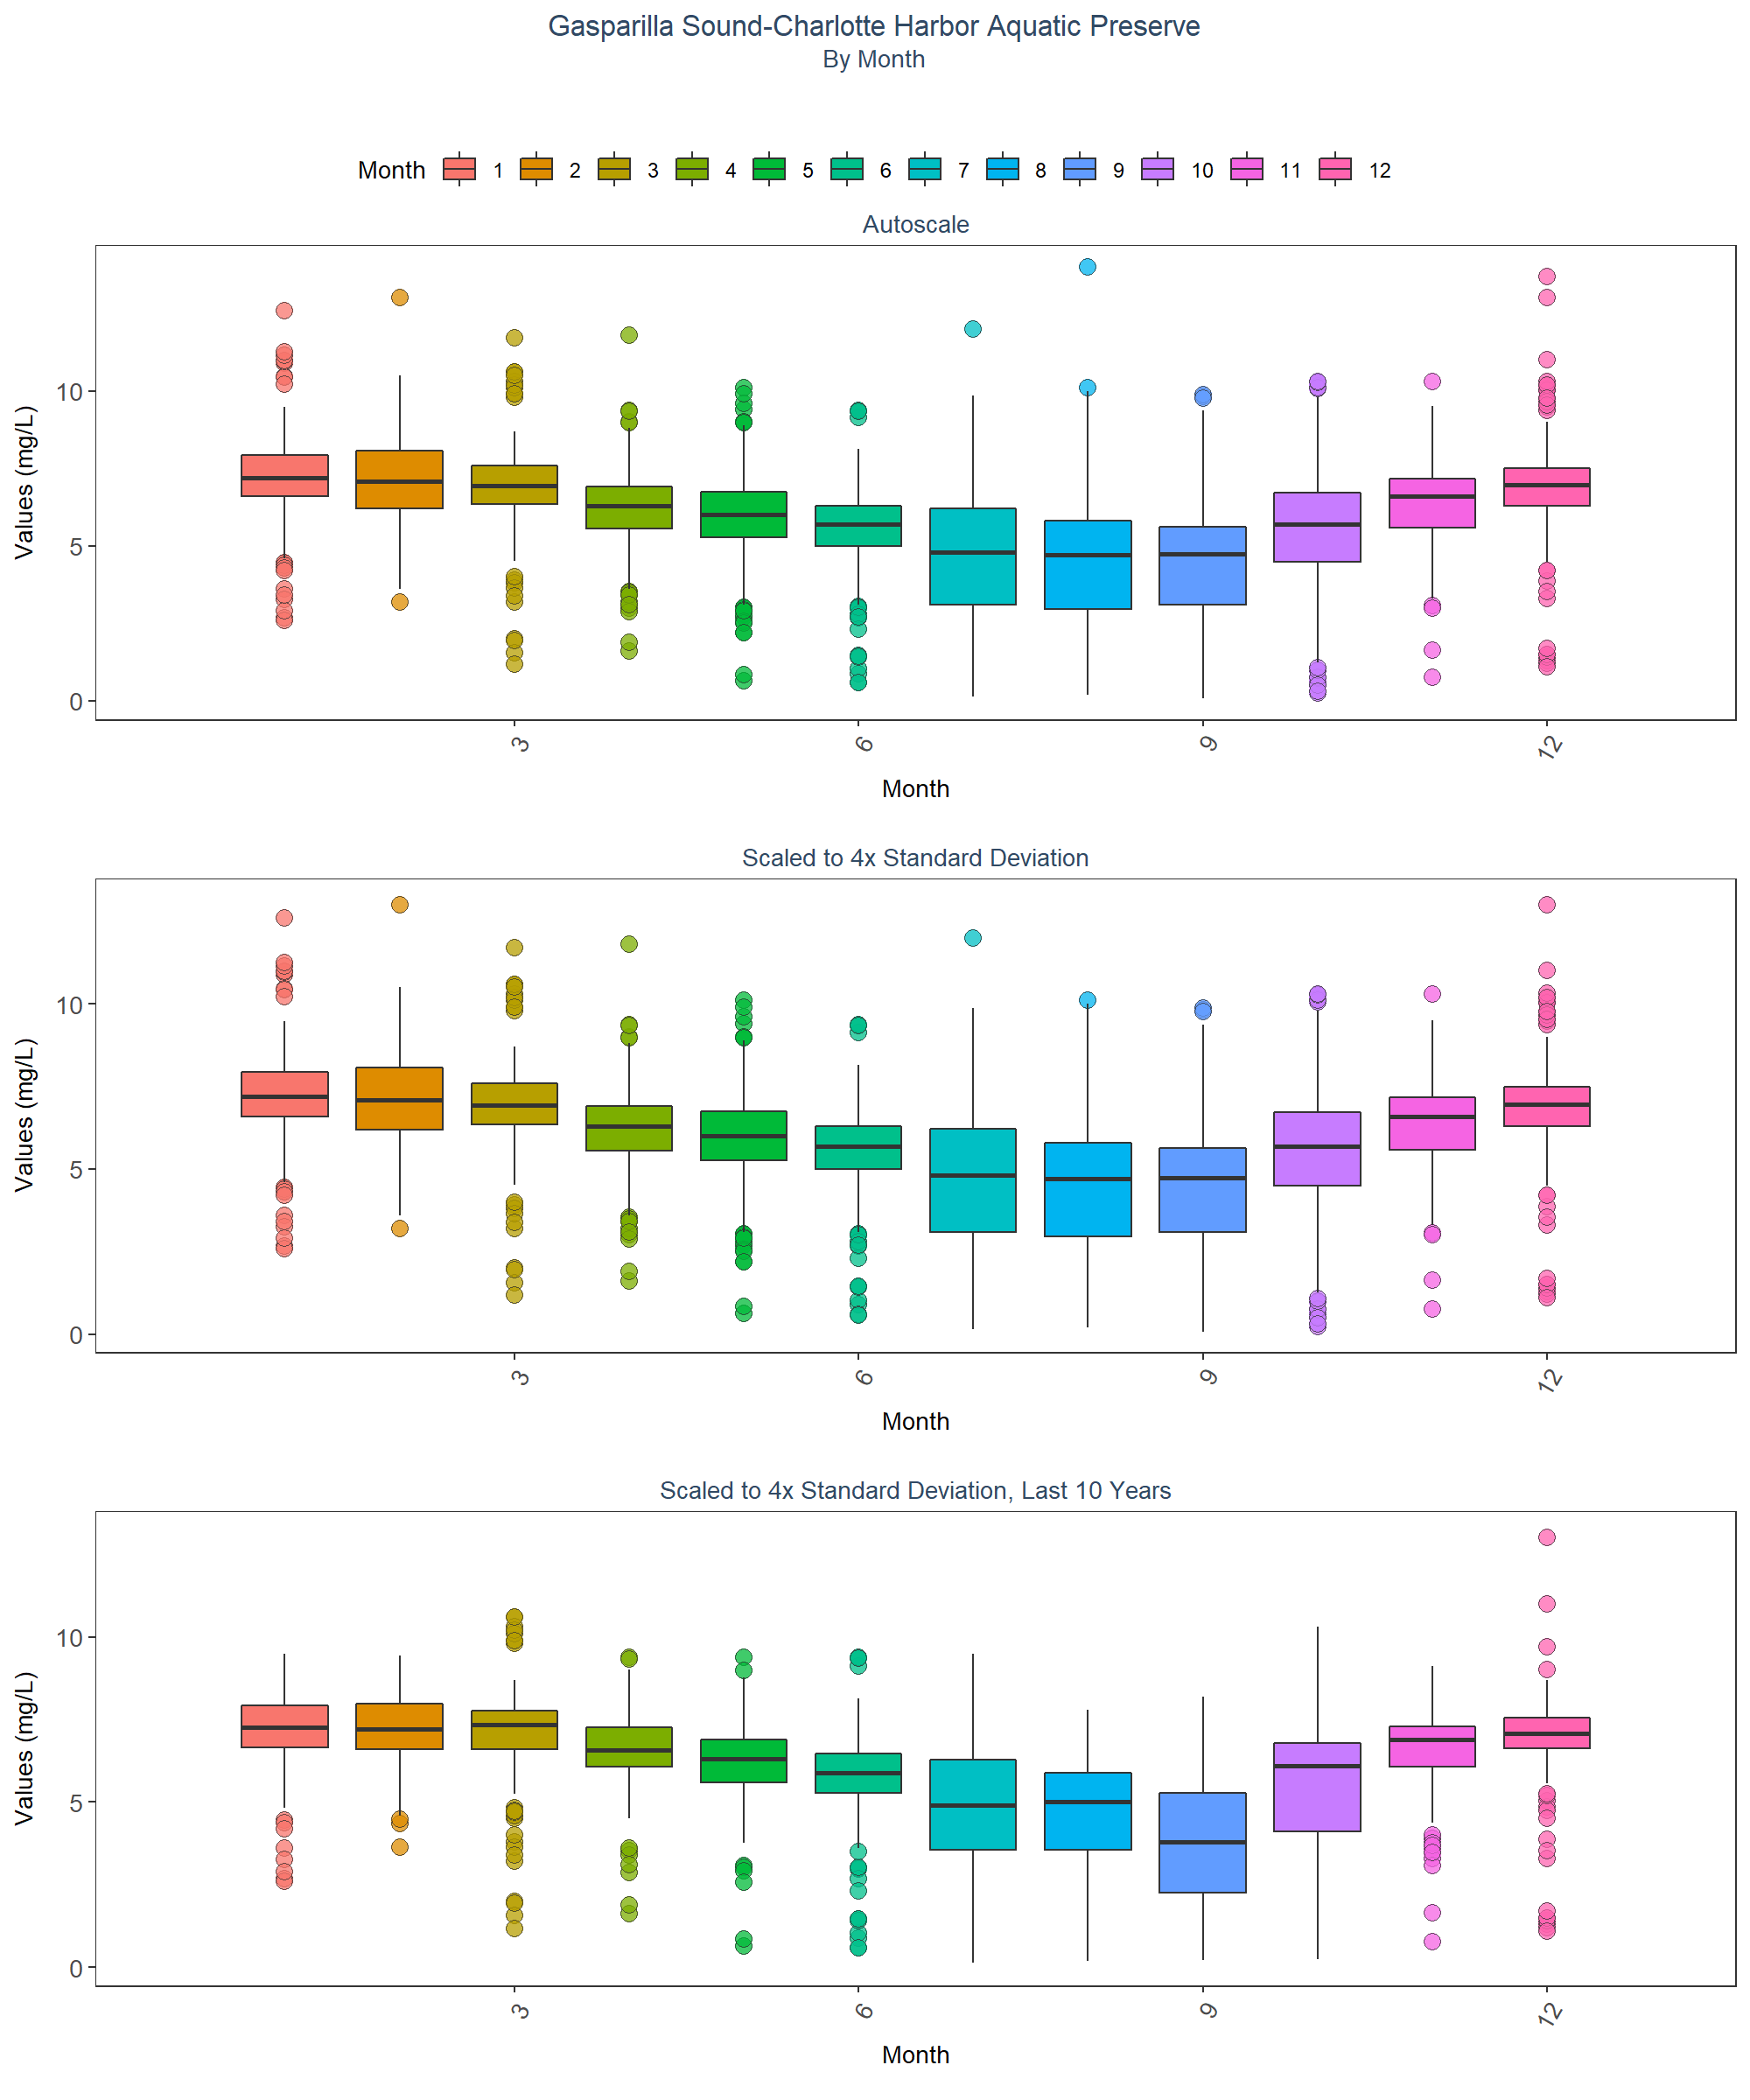 Gasparilla Sound-Charlotte Harbor Aquatic Preserve
By Month
Month 1 2 3 4 5 6 7 8 9 10 11 12
Autoscale
Values (mg/L)
10
5
0
3 6 9 12
Month
Scaled to 4x Standard Deviation
Values (mg/L)
10
5
0
3 6 9 12
Month
Scaled to 4x Standard Deviation, Last 10 Years
Values (mg/L)
10
5
0
3 6 9 12
Month